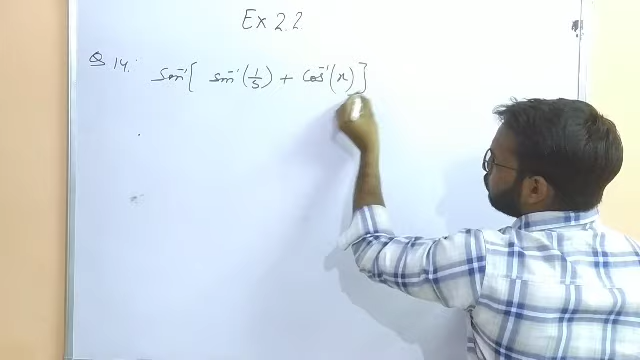 Ex 2.2
Q 14. Sin⁻¹[ sin⁻¹(1/5) + cos⁻¹(x) ]